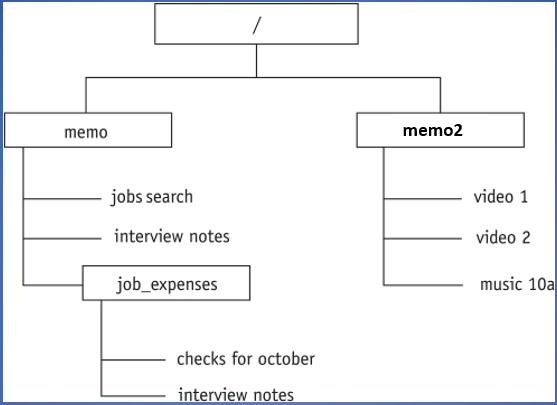 /
memo
memo2
jobs search
interview notes
job_expenses
checks for october
interview notes
video 1
video 2
music 10a